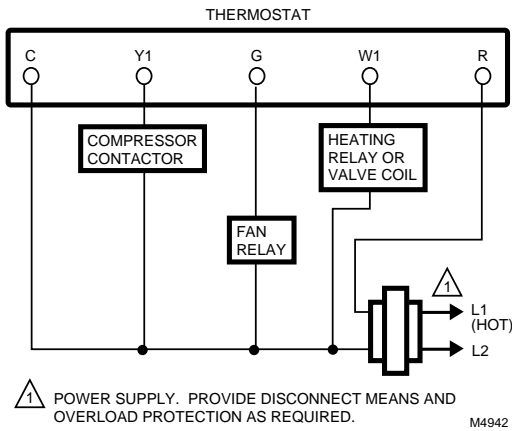 THERMOSTAT
C Y1 G W1 R
COMPRESSOR
CONTACTOR
HEATING
RELAY OR
VALVE COIL
FAN
RELAY
1
L1
(HOT)
L2
1 POWER SUPPLY. PROVIDE DISCONNECT MEANS AND
OVERLOAD PROTECTION AS REQUIRED.
M4942